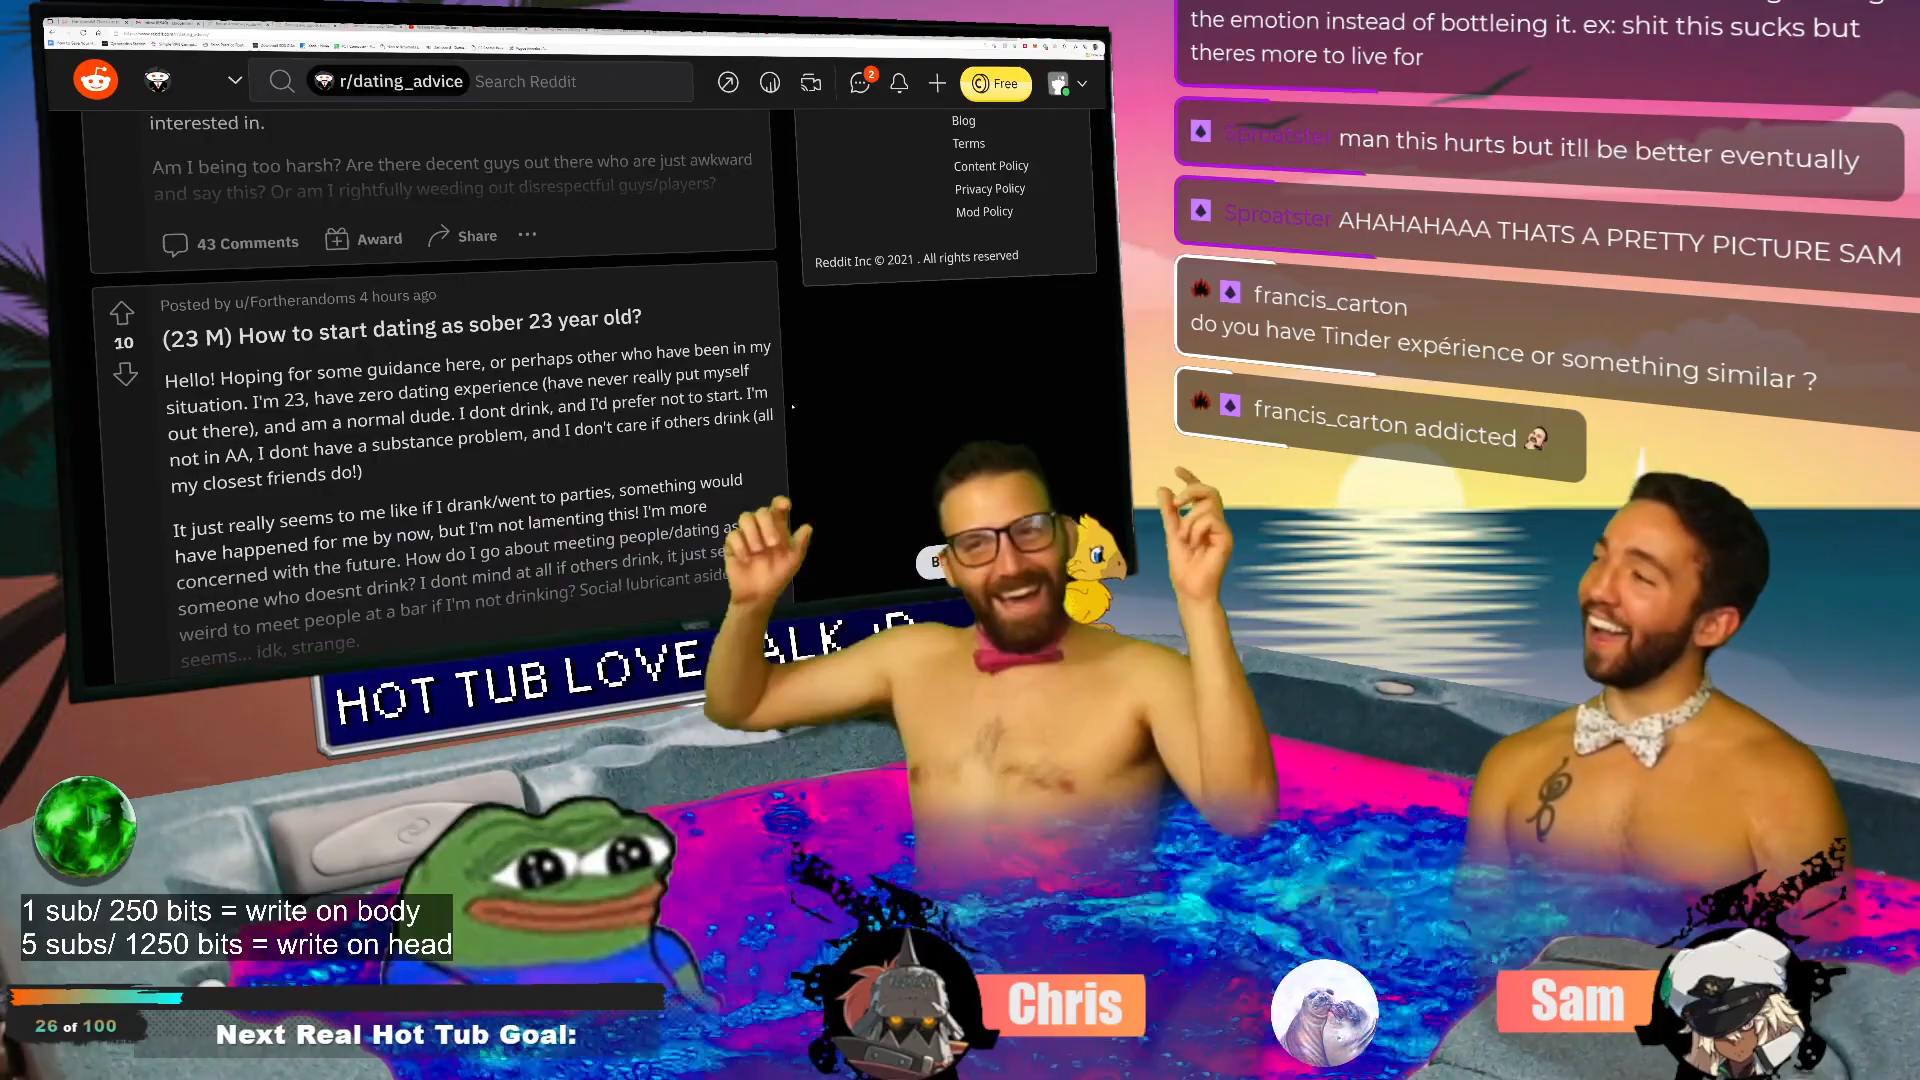 r/dating_advice Search Reddit
2
Free
interested in.
Am I being too harsh? Are there decent guys out there who are just awkward
and say this? Or am I rightfully weeding out disrespectful guys/players?
43 Comments Award Share
Blog
Terms
Content Policy
Privacy Policy
Mod Policy
Reddit Inc © 2021 . All rights reserved
Posted by u/Fortherandoms 4 hours ago
10
(23 M) How to start dating as sober 23 year old?
Hello! Hoping for some guidance here, or perhaps other who have been in my
situation. I'm 23, have zero dating experience (have never really put myself
out there), and am a normal dude. I dont drink, and I'd prefer not to start. I'm
not in AA, I dont have a substance problem, and I don't care if others drink (all
my closest friends do!)
It just really seems to me like if I drank/went to parties, something would
have happened for me by now, but I'm not lamenting this! I'm more
concerned with the future. How do I go about meeting people/dating as
someone who doesnt drink? I dont mind at all if others drink, it just
weird to meet people at a bar if I'm not drinking? Social lubricant aside
seems... idk, strange.
HOT TUB LOVE ALK :D
the emotion instead of bottleing it. ex: shit this sucks but
theres more to live for
Sproatster man this hurts but itll be better eventually
Sproatster AHAHAHAAA THATS A PRETTY PICTURE SAM
francis_carton
do you have Tinder expérience or something similar ?
francis_carton addicted
1 sub/ 250 bits = write on body
5 subs/ 1250 bits = write on head
26 of 100
Next Real Hot Tub Goal:
Chris
Sam